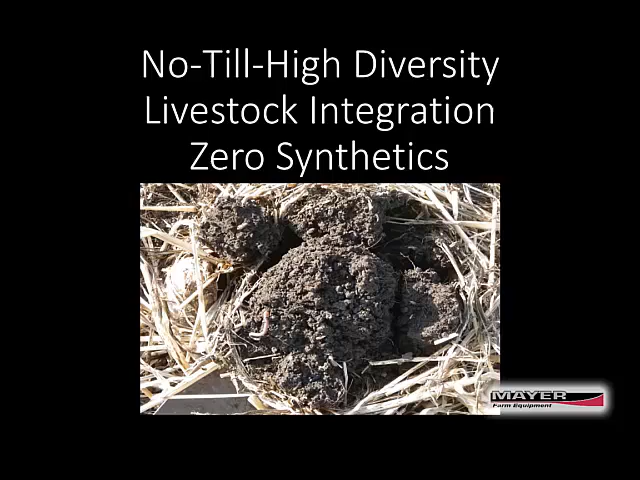 No-Till-High Diversity
Livestock Integration
Zero Synthetics
MAYER
Farm Equipment